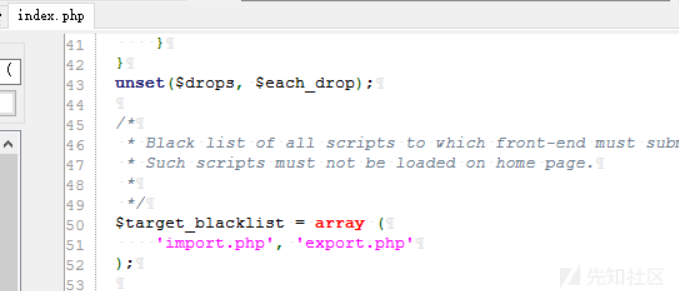 index.php
(
41 }
42 }
43 unset($drops, $each_drop);
44
45 /*
46 * Black list of all scripts to which front-end must
47 * Such scripts must not be loaded on home page.
48 *
49 */
50 $target_blacklist = array (
51 'import.php', 'export.php'
52 );
53
先知社区